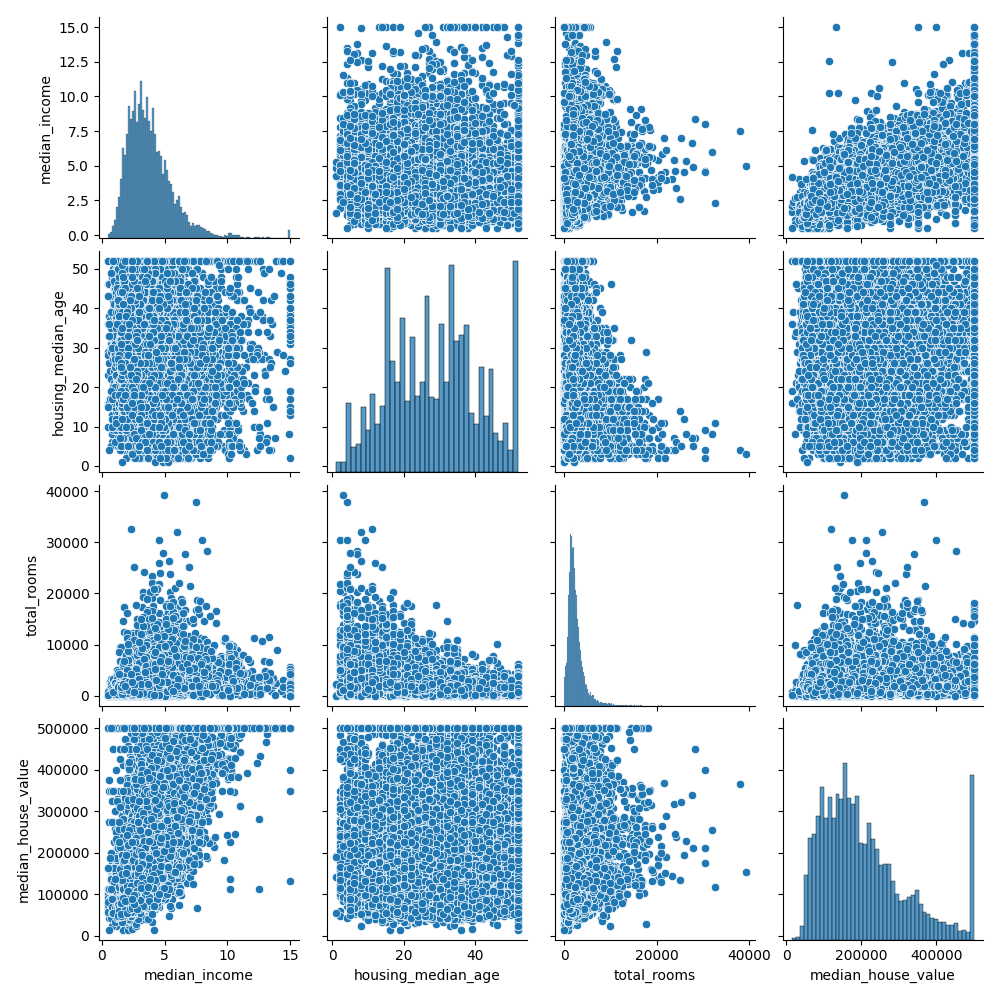 15.0
12.5
10.0
7.5
5.0
2.5
0.0
median_income
50
40
30
20
10
0
housing_median_age
40000
30000
20000
10000
0
total_rooms
500000
400000
300000
200000
100000
0
median_house_value
0 5 10 15
0 20 40
0 20000 40000
0 200000 400000
median_income housing_median_age total_rooms median_house_value